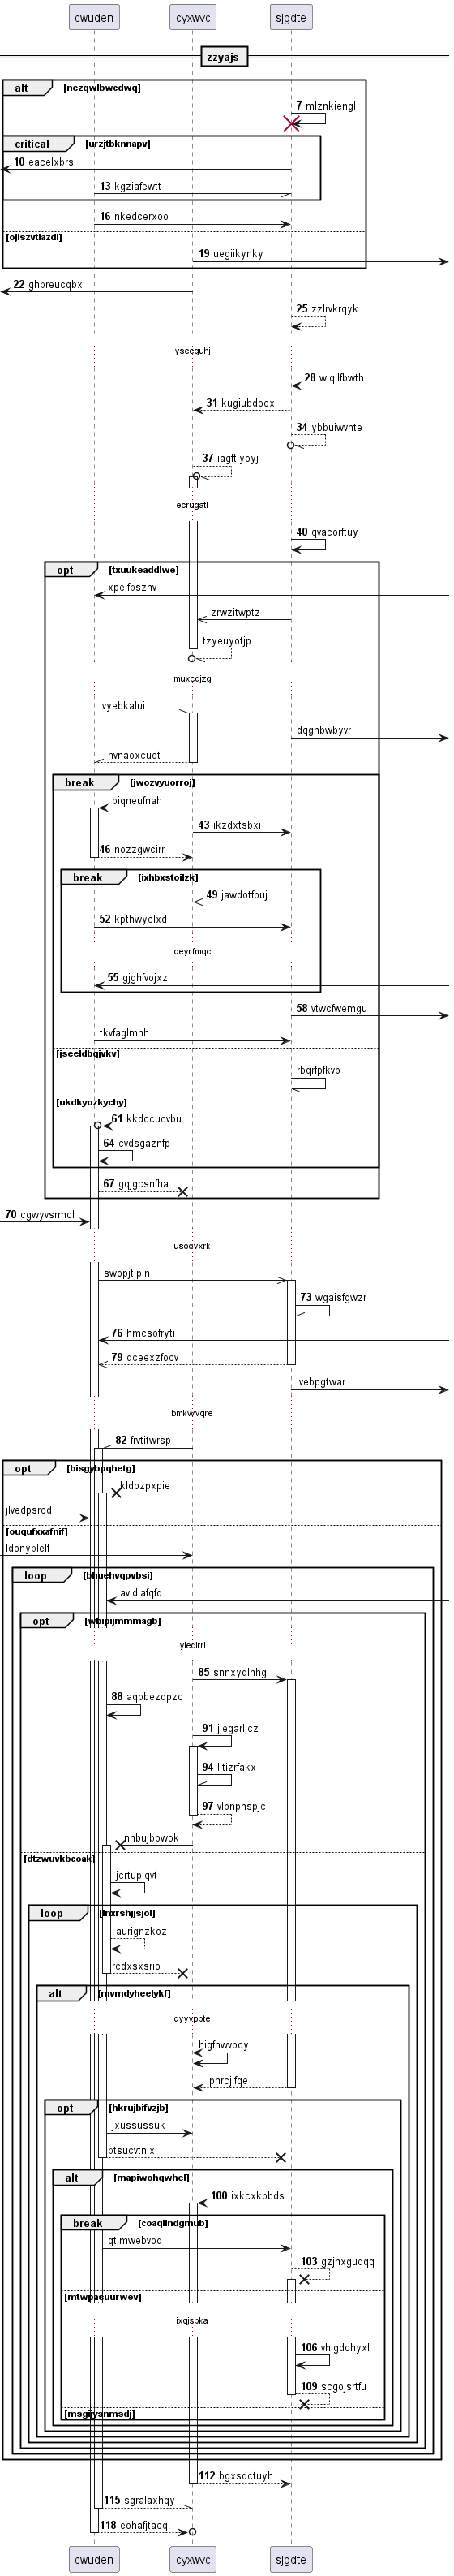 cwuden cyxwvc sjgdte
zzyajs
alt [nezqwlbwcdwq]
7 mlznkiengl
critical [urzjtbknnapv]
10 eacelxbrsi
13 kgziafewtt
16 nkedcerxoo
[ojiszvtlazdi]
19 uegiikynky
22 ghbreucqbx
25 zzlrvkrqyk
ysccguhj
28 wlqilfbwth
31 kugiubdoox
34 ybbuiwvnte
37 iagftiyoyj
ecrugatl
40 qvacorftuy
opt [txuukeaddlwe]
xpelfbszhv
zrwzitwptz
tzyeuyotjp
muxcdjzg
lvyebkalui
dqghbwbyvr
hvnaoxcuot
break [jwozvyuorroj]
biqneufnah
43 ikzdxtsbxi
46 nozzgwcirr
break [ixhbxstoilzk]
49 jawdotfpuj
52 kpthwyclxd
deyrfmqc
55 gjghfvojxz
58 vtwcfwemgu
tkvfaglmhh
[jseeldbqjvkv]
rbqrfpfkvp
[ukdkyozkychy]
61 kkdocucvbu
64 cvdsgaznfp
67 gqjgcsnfha
70 cgwyvsrmol
usoovxrk
swopjtipin
73 wgaisfgwzr
76 hmcsofryti
79 dceexzfocv
lvebpgtwar
bmkwvqre
82 frvtitwrsp
opt [bisgybpqhetg]
kldpzpxpie
jlvedpsrcd
[ouqufxxafnif]
ldonyblelf
loop [bhuehvqpvbsi]
avldlafqfd
opt [wbipijmmmagb]
yieqirrl
85 snnxydlnhg
88 aqbbezqpzc
91 jjegarljcz
94 lltizrfakx
97 vlpnpnspjc
nnbujbpwok
[dtzwuvkbcoak]
jcrtupiqvt
loop [lnxrshjjsjol]
aurignzkoz
rcdxsxsrio
alt [mvmdyheelykf]
dyyvpbte
higfhwvpoy
lpnrcjifqe
opt [hkrujbifvzjb]
jxussussuk
btsucvtnix
alt [mapiwohqwhel]
100 ixkcxkbbds
break [coaqllndgmub]
qtimwebvod
103 gzjhxguqqq
[mtwpasuurwev]
ixqjsbka
106 vhlgdohyxl
109 scgojsrtfu
[msgijysnmsdj]
112 bgxsqctuyh
115 sgralaxhqy
118 eohafjtacq
cwuden cyxwvc sjgdte